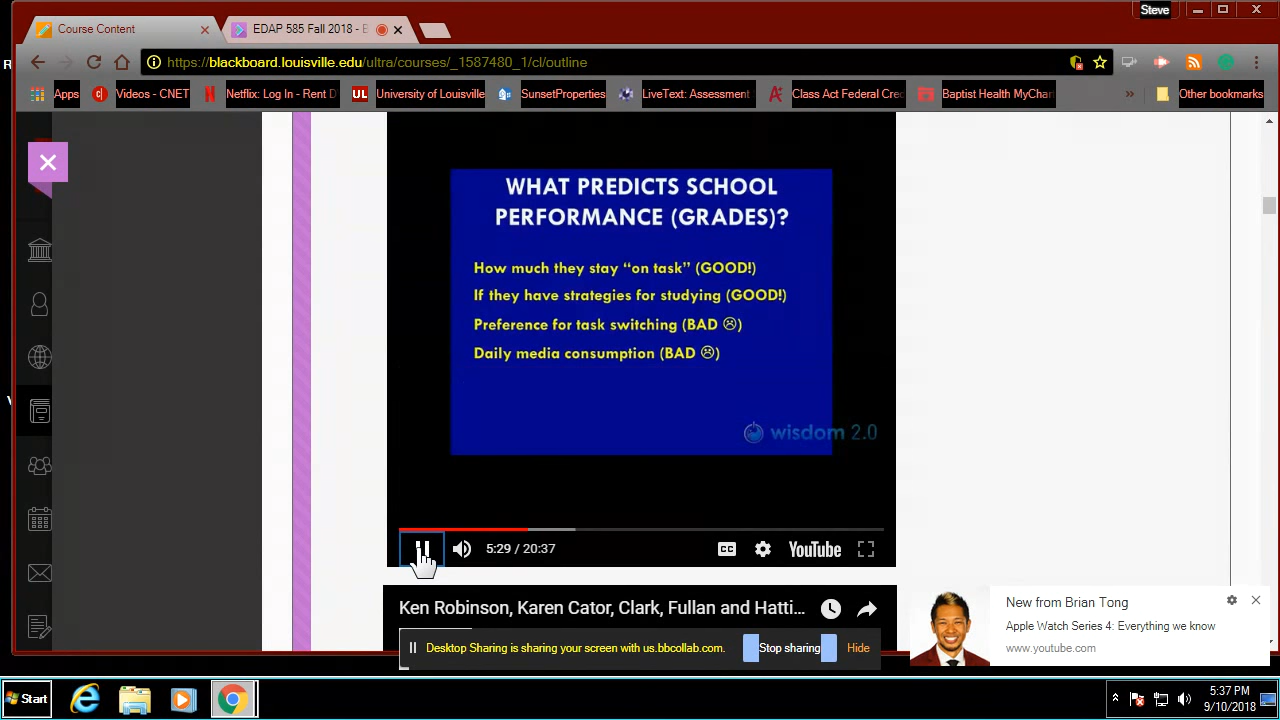 Steve
Course Content
EDAP 585 Fall 2018 - E
https://blackboard.louisville.edu/ultra/courses/_1587480_1/cl/outline
Apps
Videos - CNET
Netflix: Log In - Rent D
University of Louisville
SunsetProperties
LiveText: Assessment
Class Act Federal Cred
Baptist Health MyChart
»
Other bookmarks
WHAT PREDICTS SCHOOL
PERFORMANCE (GRADES)?
How much they stay “on task” (GOOD!)
If they have strategies for studying (GOOD!)
Preference for task switching (BAD ☹)
Daily media consumption (BAD ☹)
wisdom 2.0
5:29 / 20:37
CC
YouTube
Ken Robinson, Karen Cator, Clark, Fullan and Hatti...
Desktop Sharing is sharing your screen with us.bbcollab.com.
Stop sharing
Hide
New from Brian Tong
Apple Watch Series 4: Everything we know
www.youtube.com
Start
5:37 PM
9/10/2018